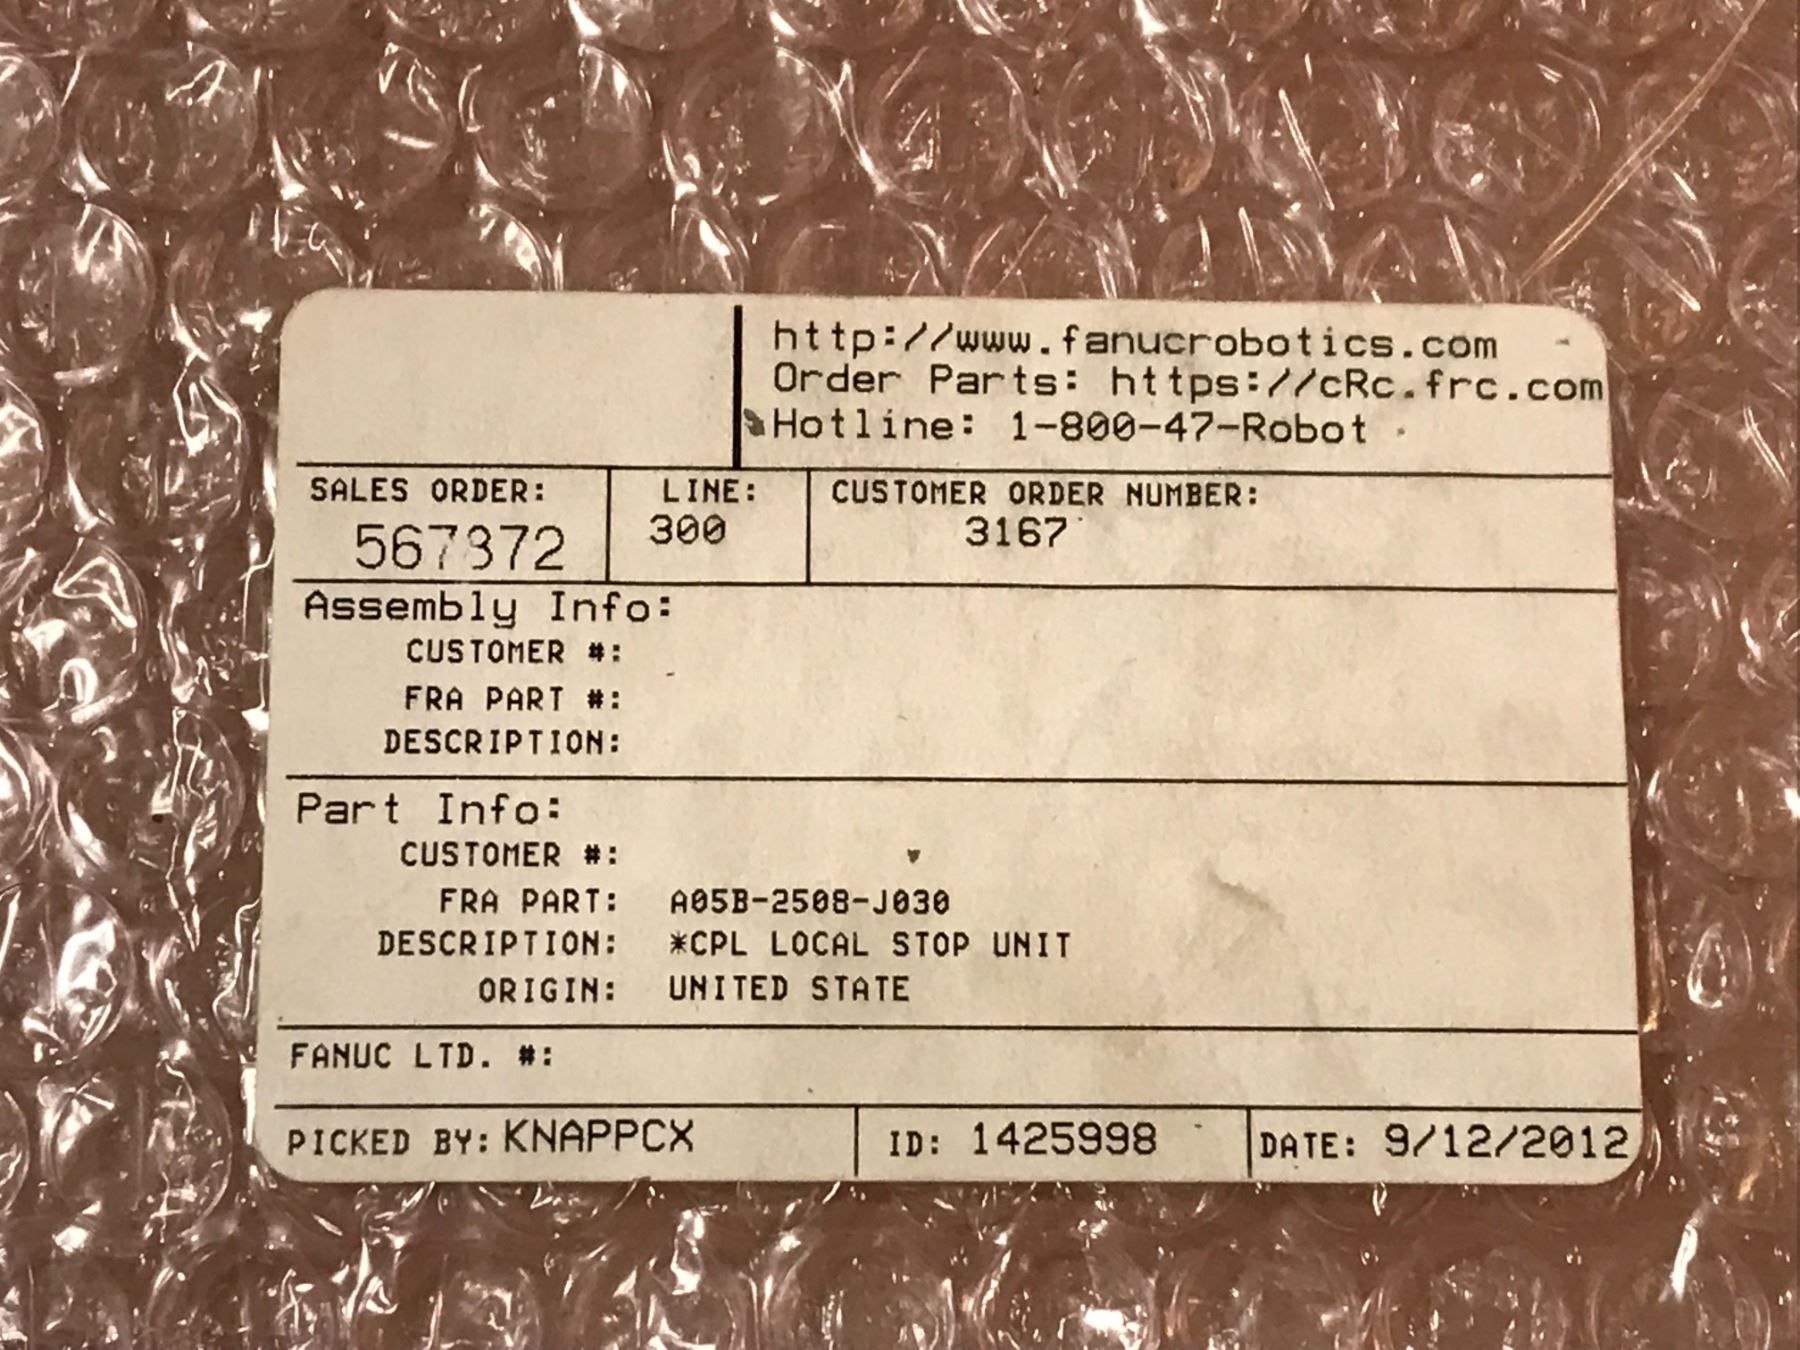 http://www.fanucrobotics.com
Order Parts: https://cRc.frc.com
Hotline: 1-800-47-Robot
SALES ORDER: LINE: CUSTOMER ORDER NUMBER:
567372 300 3167
Assembly Info:
CUSTOMER #:
FRA PART #:
DESCRIPTION:
Part Info:
CUSTOMER #:
FRA PART: A05B-2508-J030
DESCRIPTION: *CPL LOCAL STOP UNIT
ORIGIN: UNITED STATE
FANUC LTD. #:
PICKED BY: KNAPPCX ID: 1425998 DATE: 9/12/2012